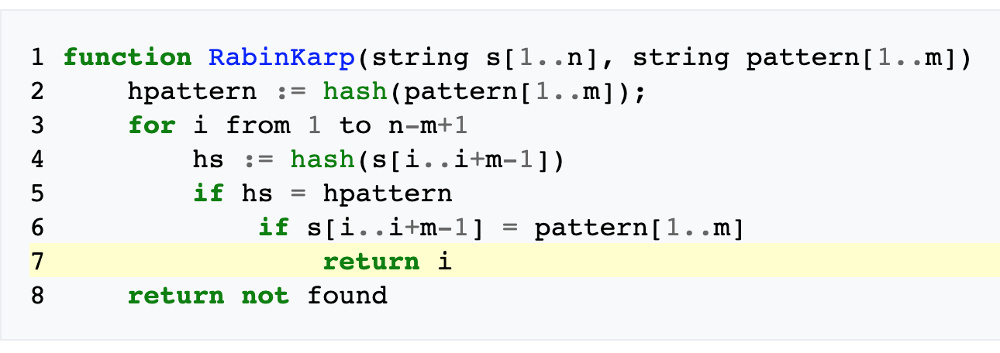 1 function RabinKarp(string s[1..n], string pattern[1..m])
2     hpattern := hash(pattern[1..m]);
3     for i from 1 to n-m+1
4         hs := hash(s[i..i+m-1])
5         if hs = hpattern
6             if s[i..i+m-1] = pattern[1..m]
7                 return i
8     return not found